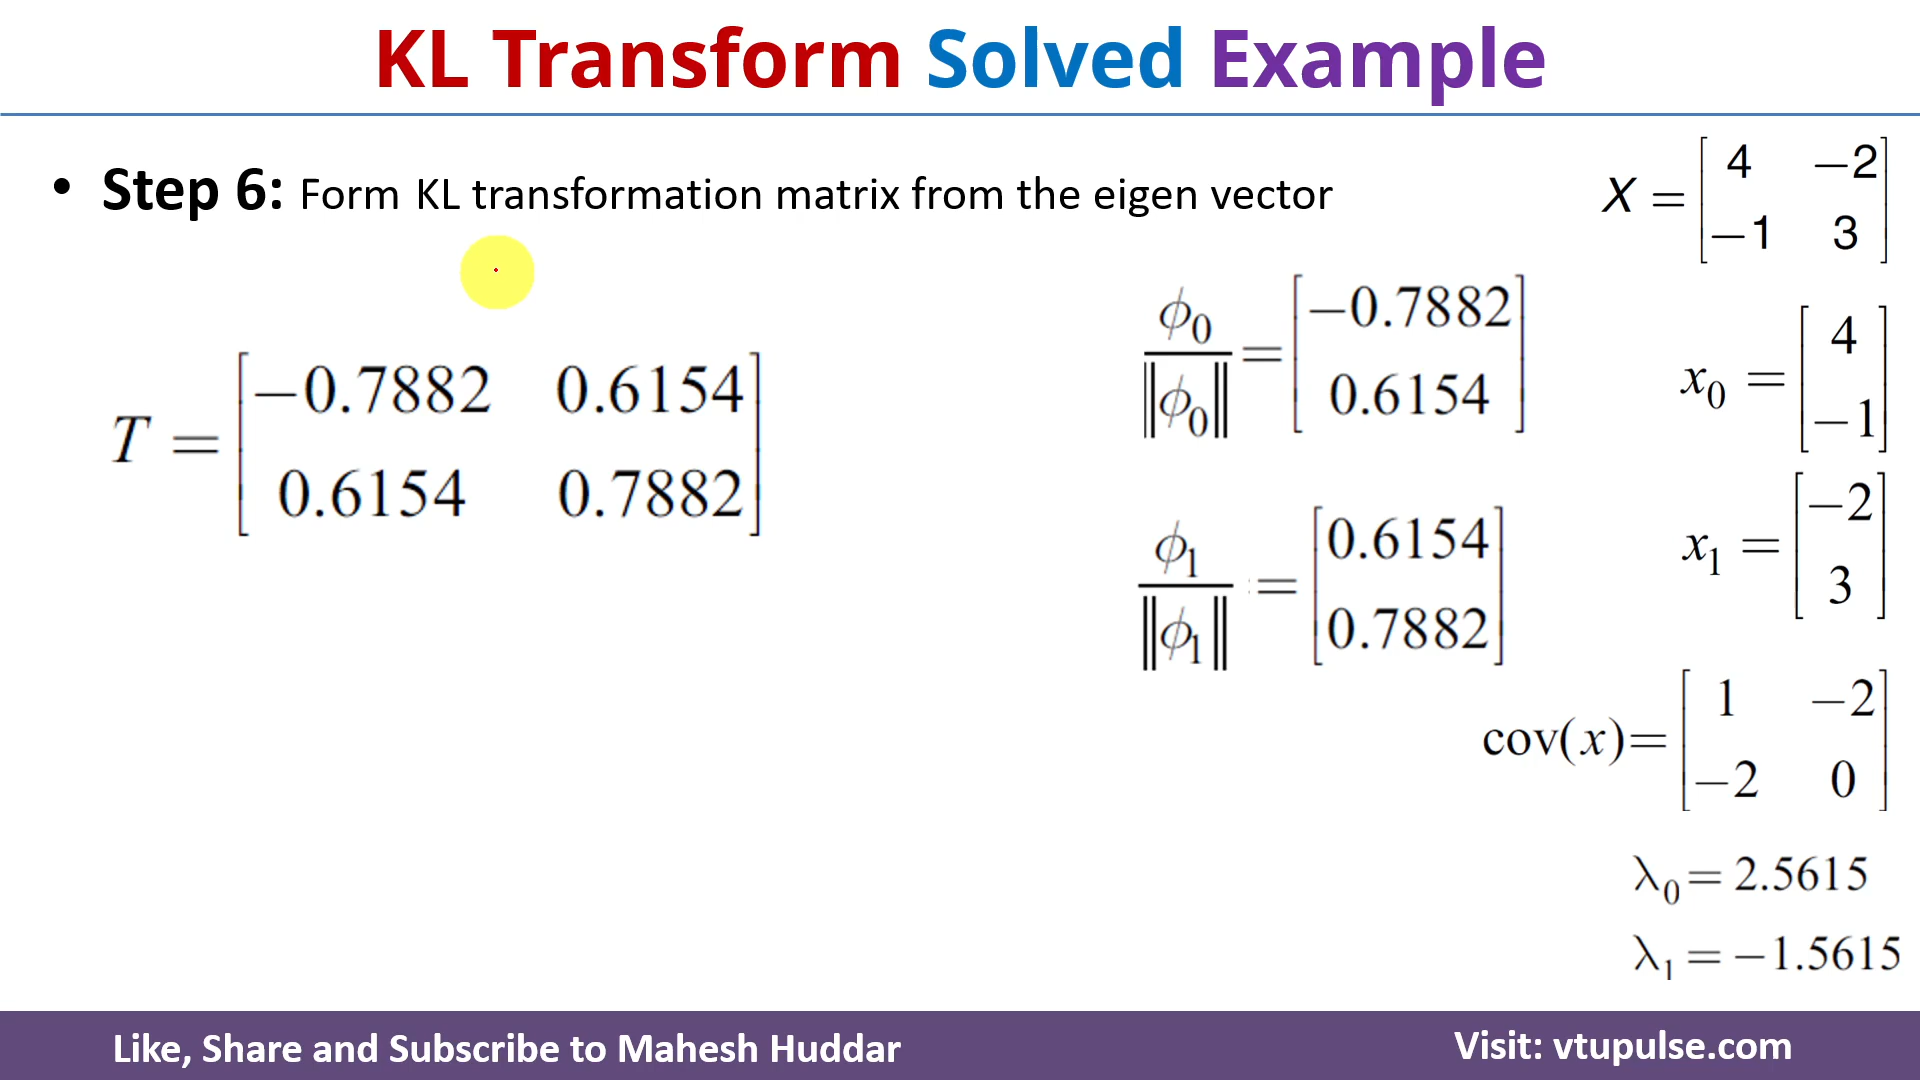 KL Transform Solved Example
• Step 6: Form KL transformation matrix from the eigen vector
X = [4 −2
−1 3]
T = [−0.7882 0.6154
0.6154 0.7882]
ϕ0 / ‖ϕ0‖ = [−0.7882
0.6154]
x0 = [4
−1]
ϕ1 / ‖ϕ1‖ = [0.6154
0.7882]
x1 = [−2
3]
cov(x) = [1 −2
−2 0]
λ0 = 2.5615
λ1 = −1.5615
Like, Share and Subscribe to Mahesh Huddar
Visit: vtupulse.com